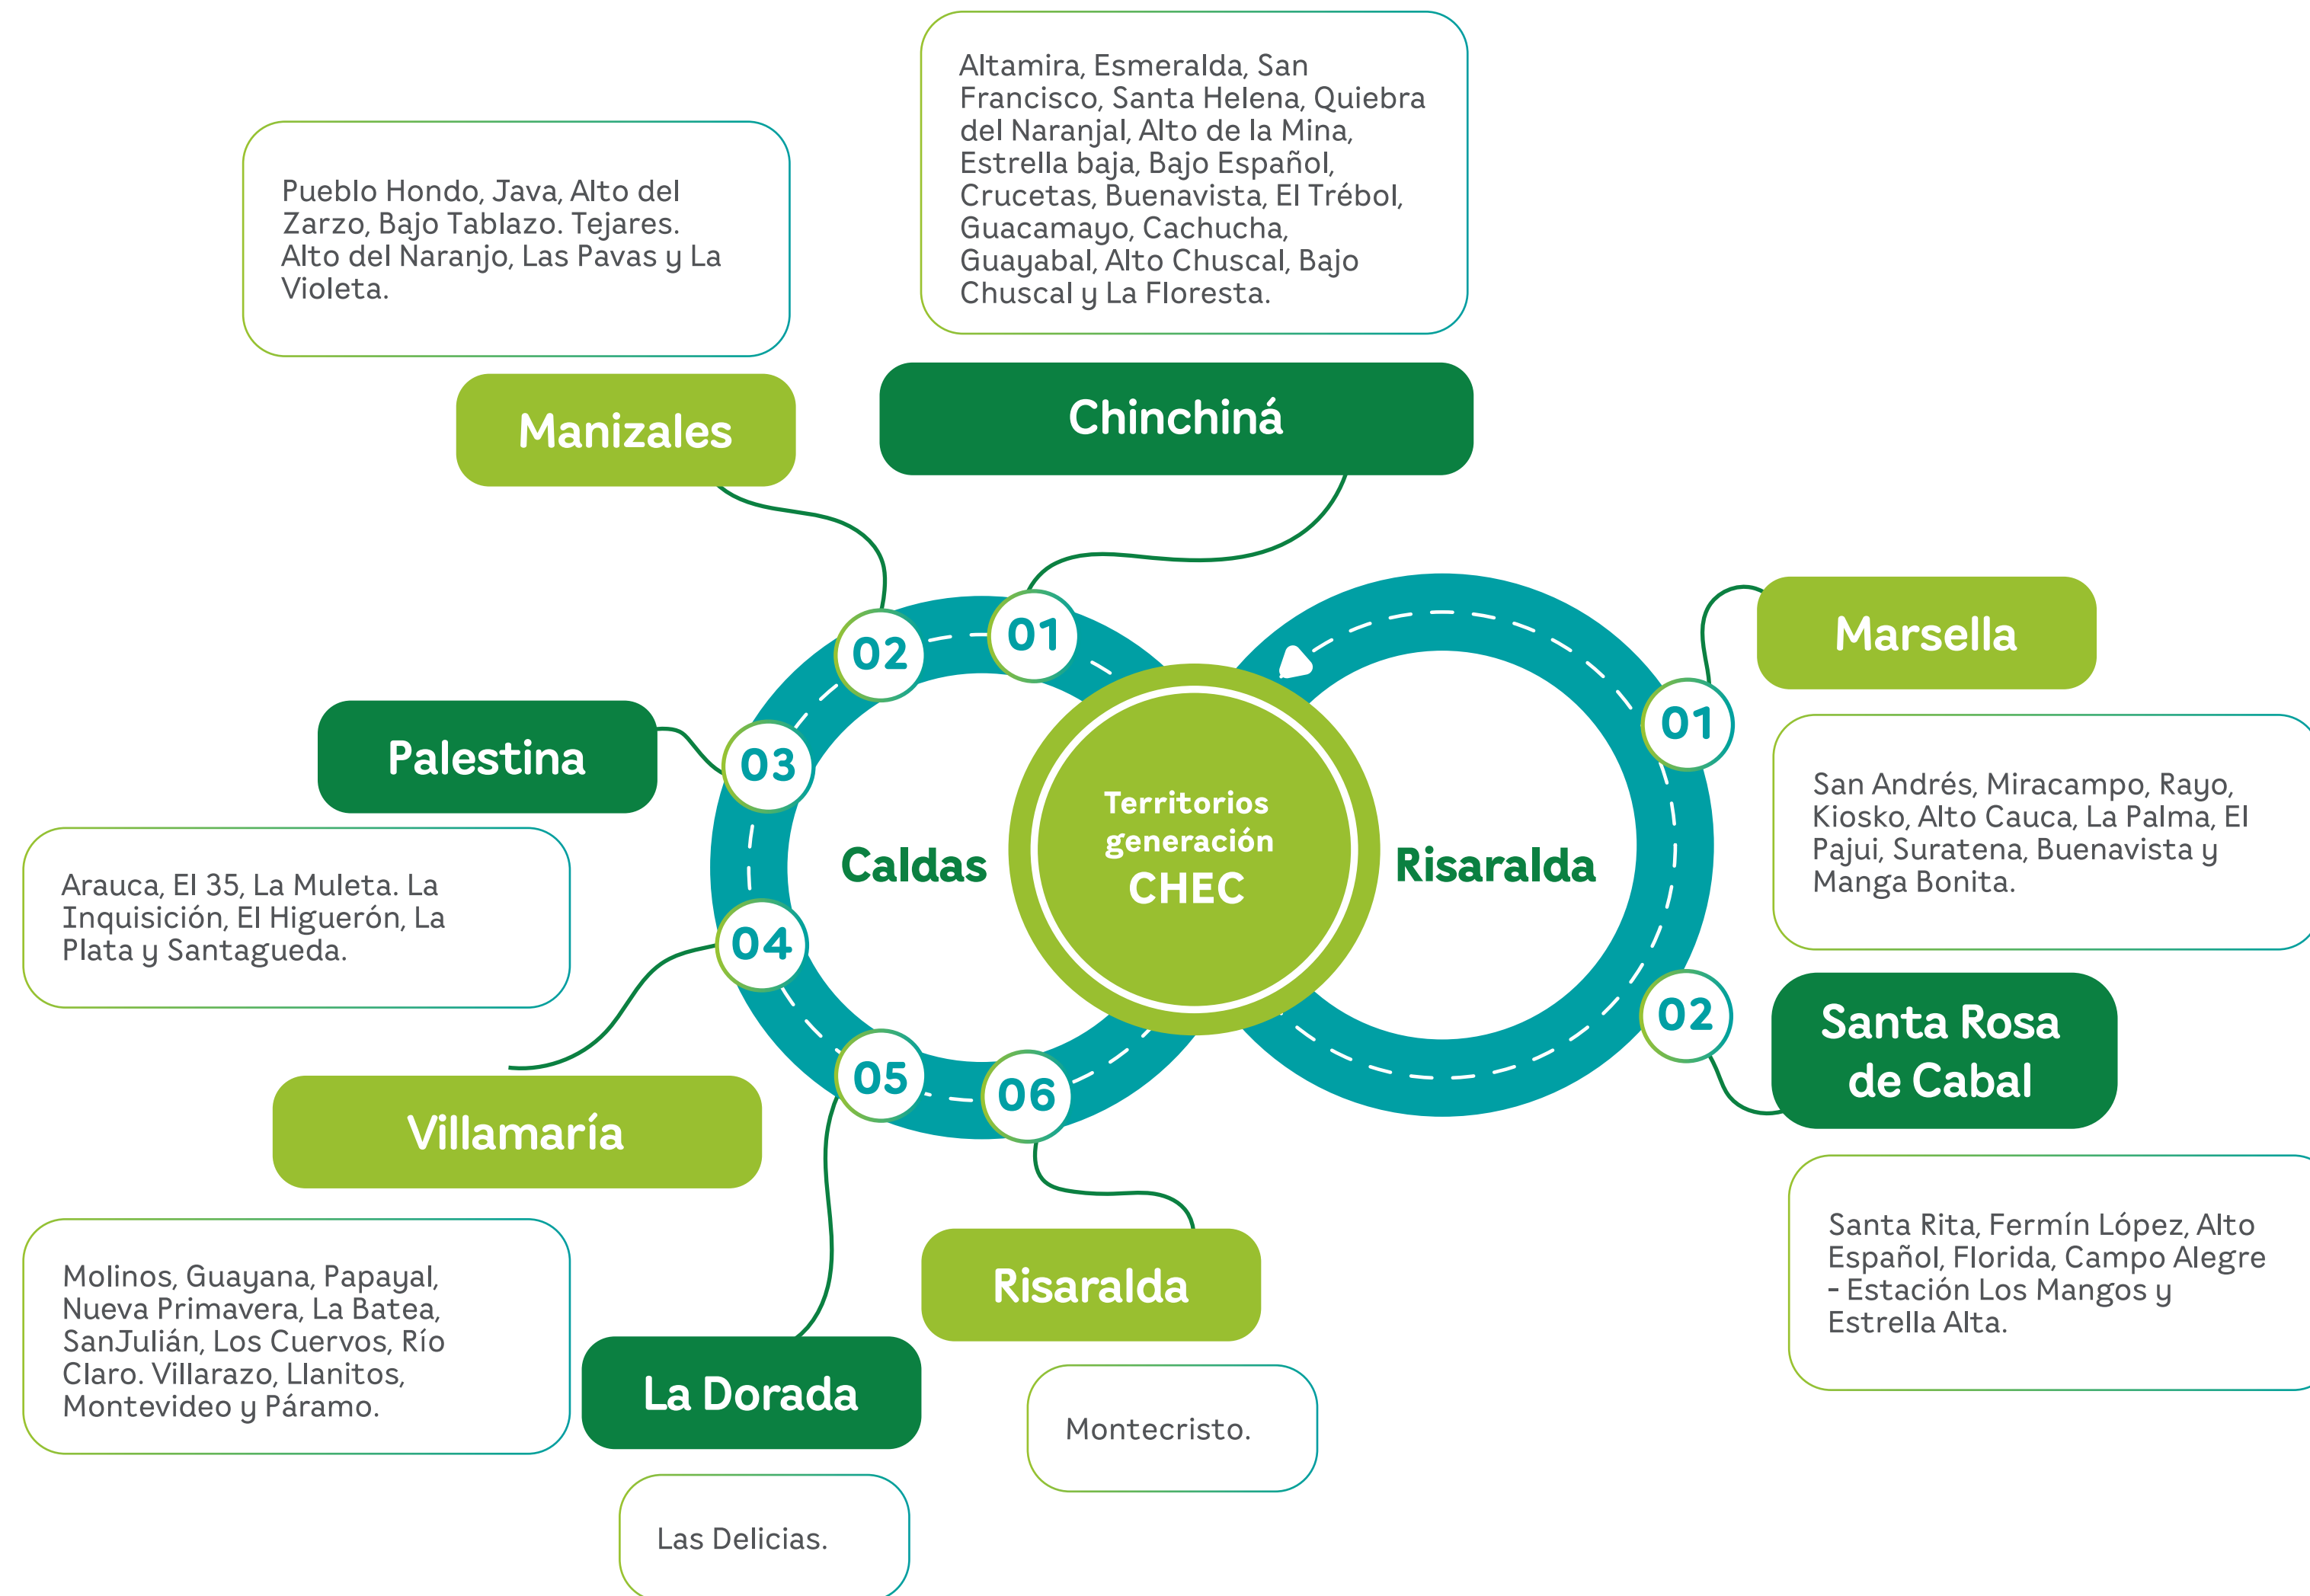 Altamira, Esmeralda, San
Francisco, Santa Helena, Quiebra
del Naranjal, Alto de la Mina,
Estrella baja, Bajo Español,
Crucetas, Buenavista, El Trébol,
Guacamayo, Cachucha,
Guayabal, Alto Chuscal, Bajo
Chuscal y La Floresta.
Chinchiná
01
Pueblo Hondo, Java, Alto del
Zarzo, Bajo Tablazo. Tejares.
Alto del Naranjo, Las Pavas y La
Violeta.
Manizales
02
Palestina
03
Arauca, El 35, La Muleta. La
Inquisición, El Higuerón, La
Plata y Santagueda.
04
Villamaría
Molinos, Guayana, Papayal,
Nueva Primavera, La Batea,
SanJulián, Los Cuervos, Río
Claro. Villarazo, Llanitos,
Montevideo y Páramo.
05
La Dorada
Las Delicias.
06
Risaralda
Montecristo.
Caldas
Territorios
generación
CHEC
Risaralda
Marsella
01
San Andrés, Miracampo, Rayo,
Kiosko, Alto Cauca, La Palma, El
Pajui, Suratena, Buenavista y
Manga Bonita.
02
Santa Rosa
de Cabal
Santa Rita, Fermín López, Alto
Español, Florida, Campo Alegre
- Estación Los Mangos y
Estrella Alta.